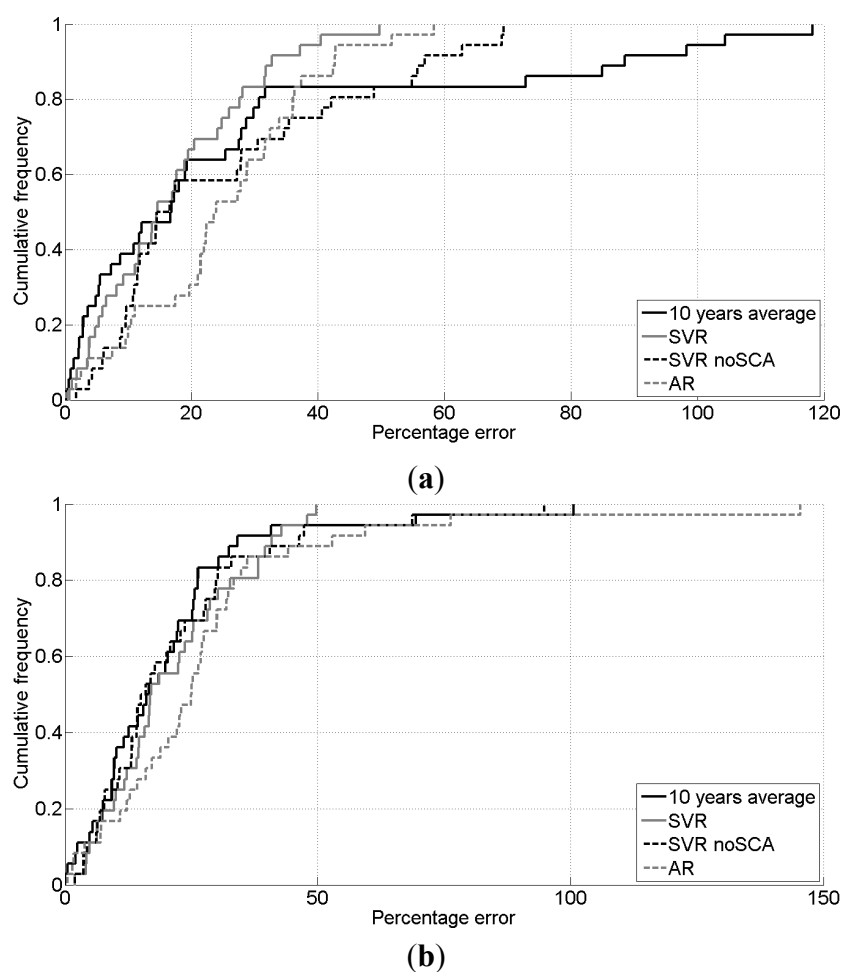 1
0.8
0.6
0.4
0.2
0
Cumulative frequency
0 20 40 60 80 100 120
Percentage error
10 years average
SVR
SVR noSCA
AR
(a)
1
0.8
0.6
0.4
0.2
0
Cumulative frequency
0 50 100 150
Percentage error
10 years average
SVR
SVR noSCA
AR
(b)